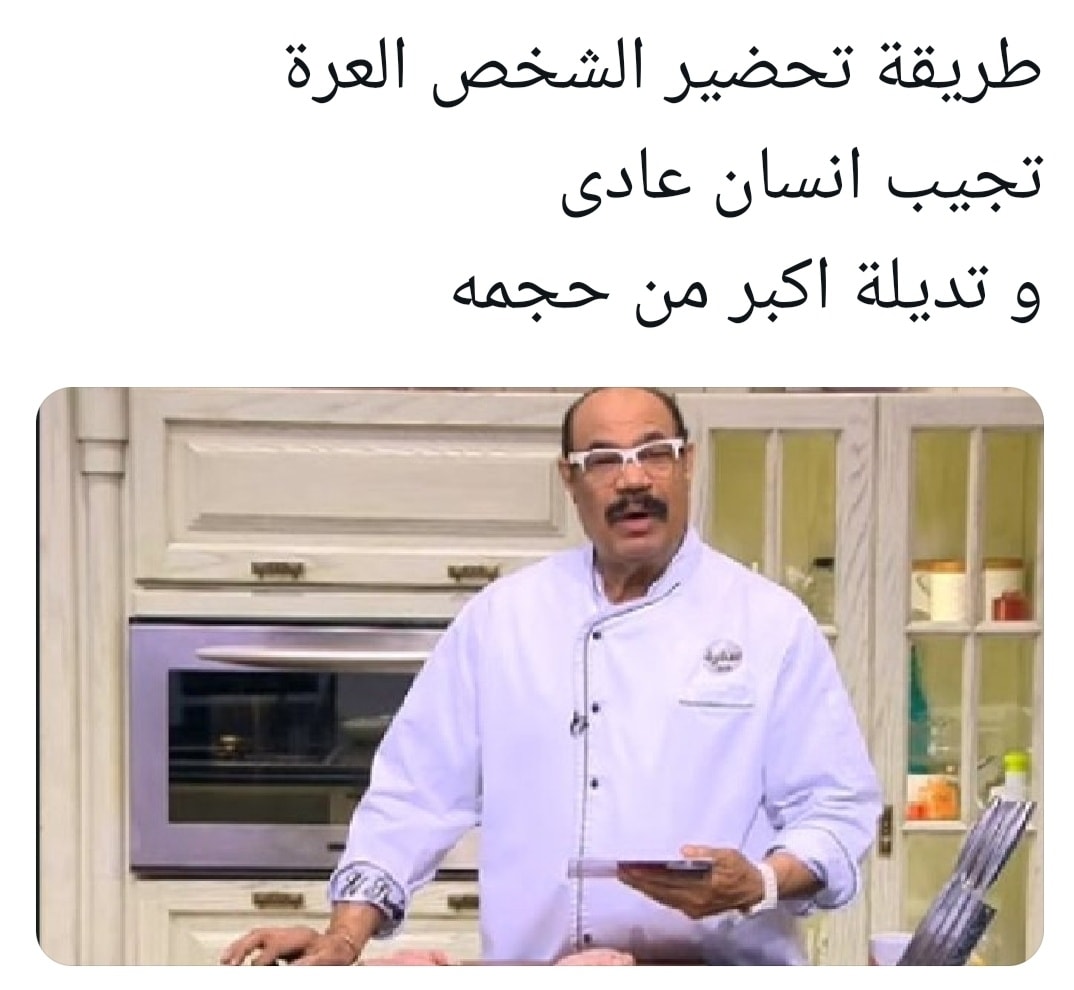 طريقة تحضير الشخص العرة
تجيب انسان عادى
و تديلة اكبر من حجمه